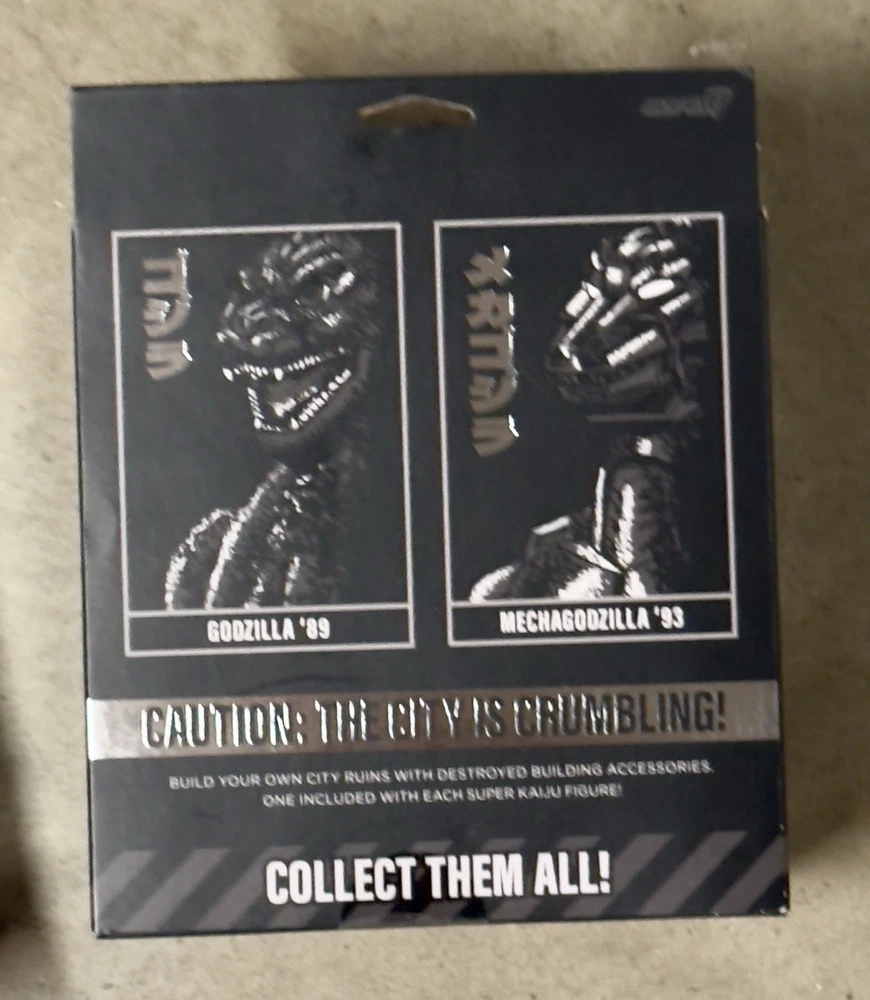 ゴジラ
GODZILLA '89
メカゴジラ
MECHAGODZILLA '93
CAUTION: THE CITY IS CRUMBLING!
BUILD YOUR OWN CITY RUINS WITH DESTROYED BUILDING ACCESSORIES.
ONE INCLUDED WITH EACH SUPER KAIJU FIGURE!
COLLECT THEM ALL!